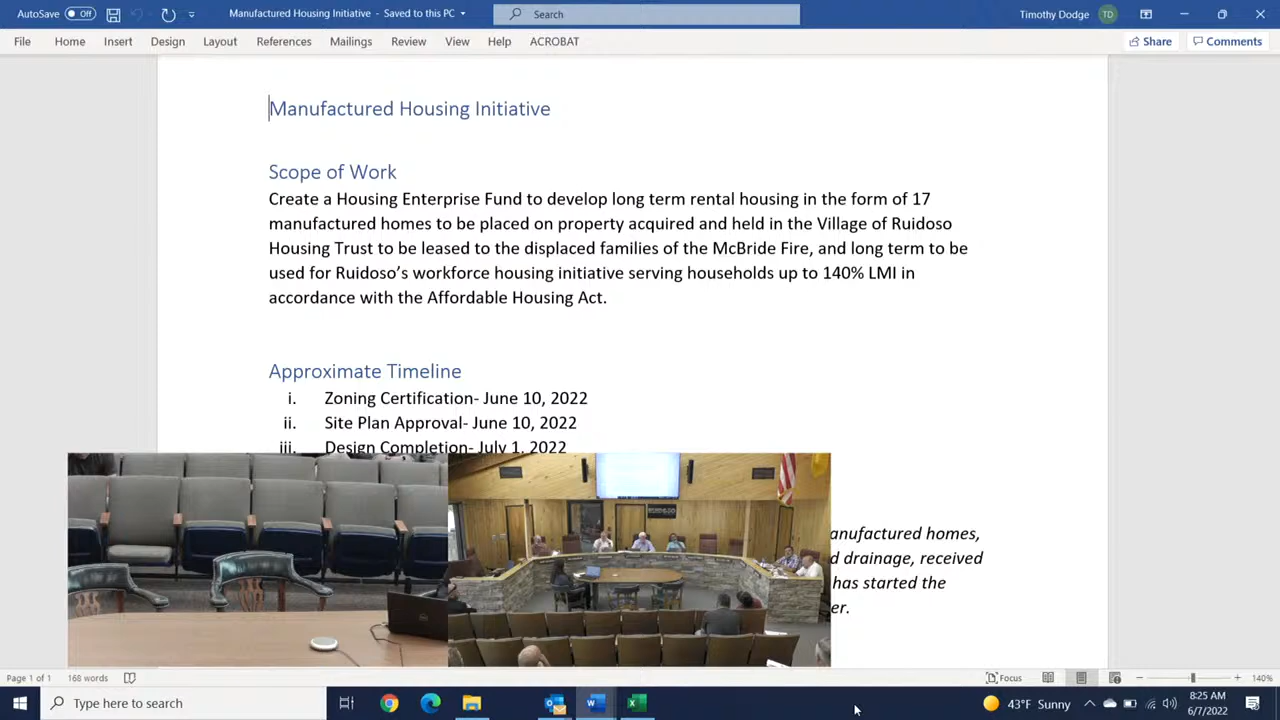 AutoSave Off Manufactured Housing Initiative - Saved to this PC Search Timothy Dodge TD
File Home Insert Design Layout References Mailings Review View Help ACROBAT Share Comments
Manufactured Housing Initiative
Scope of Work
Create a Housing Enterprise Fund to develop long term rental housing in the form of 17
manufactured homes to be placed on property acquired and held in the Village of Ruidoso
Housing Trust to be leased to the displaced families of the McBride Fire, and long term to be
used for Ruidoso's workforce housing initiative serving households up to 140% LMI in
accordance with the Affordable Housing Act.
Approximate Timeline
i. Zoning Certification- June 10, 2022
ii. Site Plan Approval- June 10, 2022
iii. Design Completion- July 1, 2022
anufactured homes,
d drainage, received
has started the
er.
Page 1 of 1 168 words Focus 140%
Type here to search 43°F Sunny 8:25 AM
6/7/2022